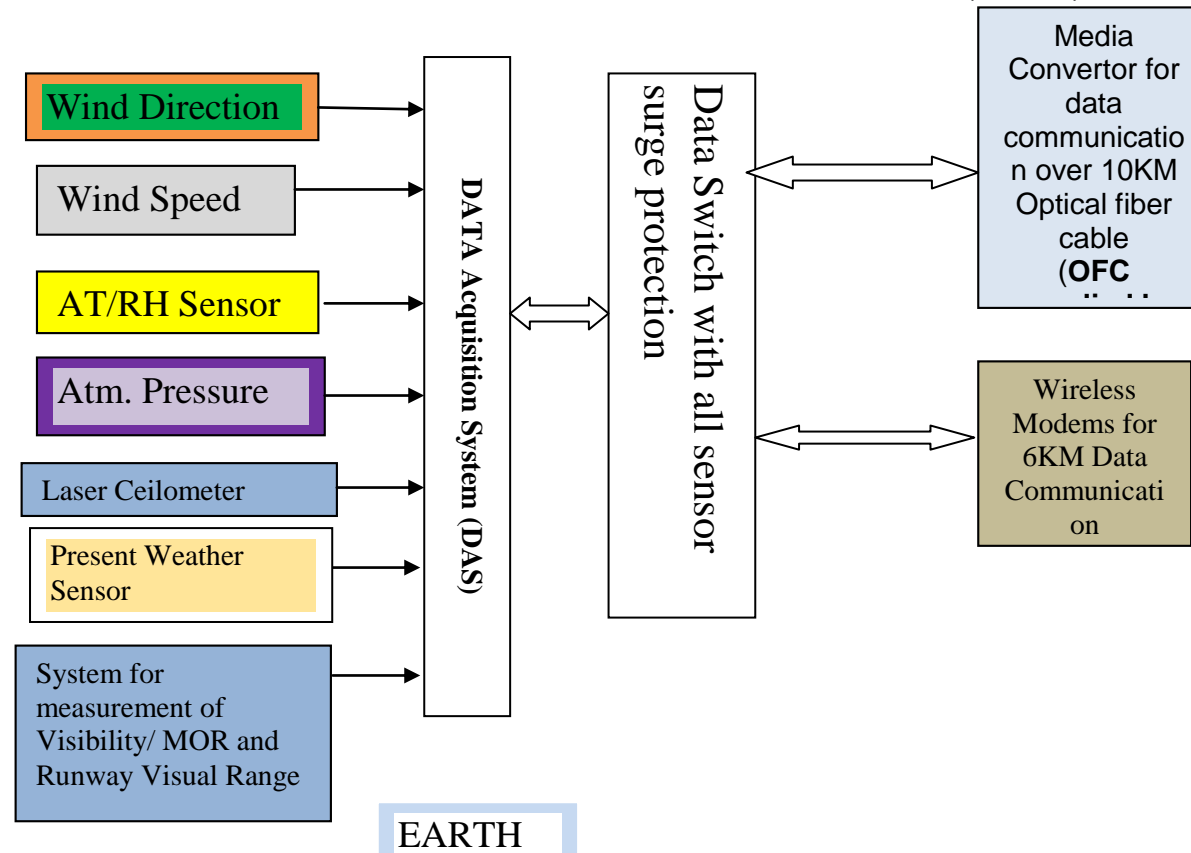 Wind Direction
Wind Speed
AT/RH Sensor
Atm. Pressure
Laser Ceilometer
Present Weather
Sensor
System for
measurement of
Visibility/ MOR and
Runway Visual Range
DATA Acquisition System (DAS)
Data Switch with all sensor
surge protection
Media
Convertor for
data
communicatio
n over 10KM
Optical fiber
cable
(OFC
Wireless
Modems for
6KM Data
Communicati
on
EARTH